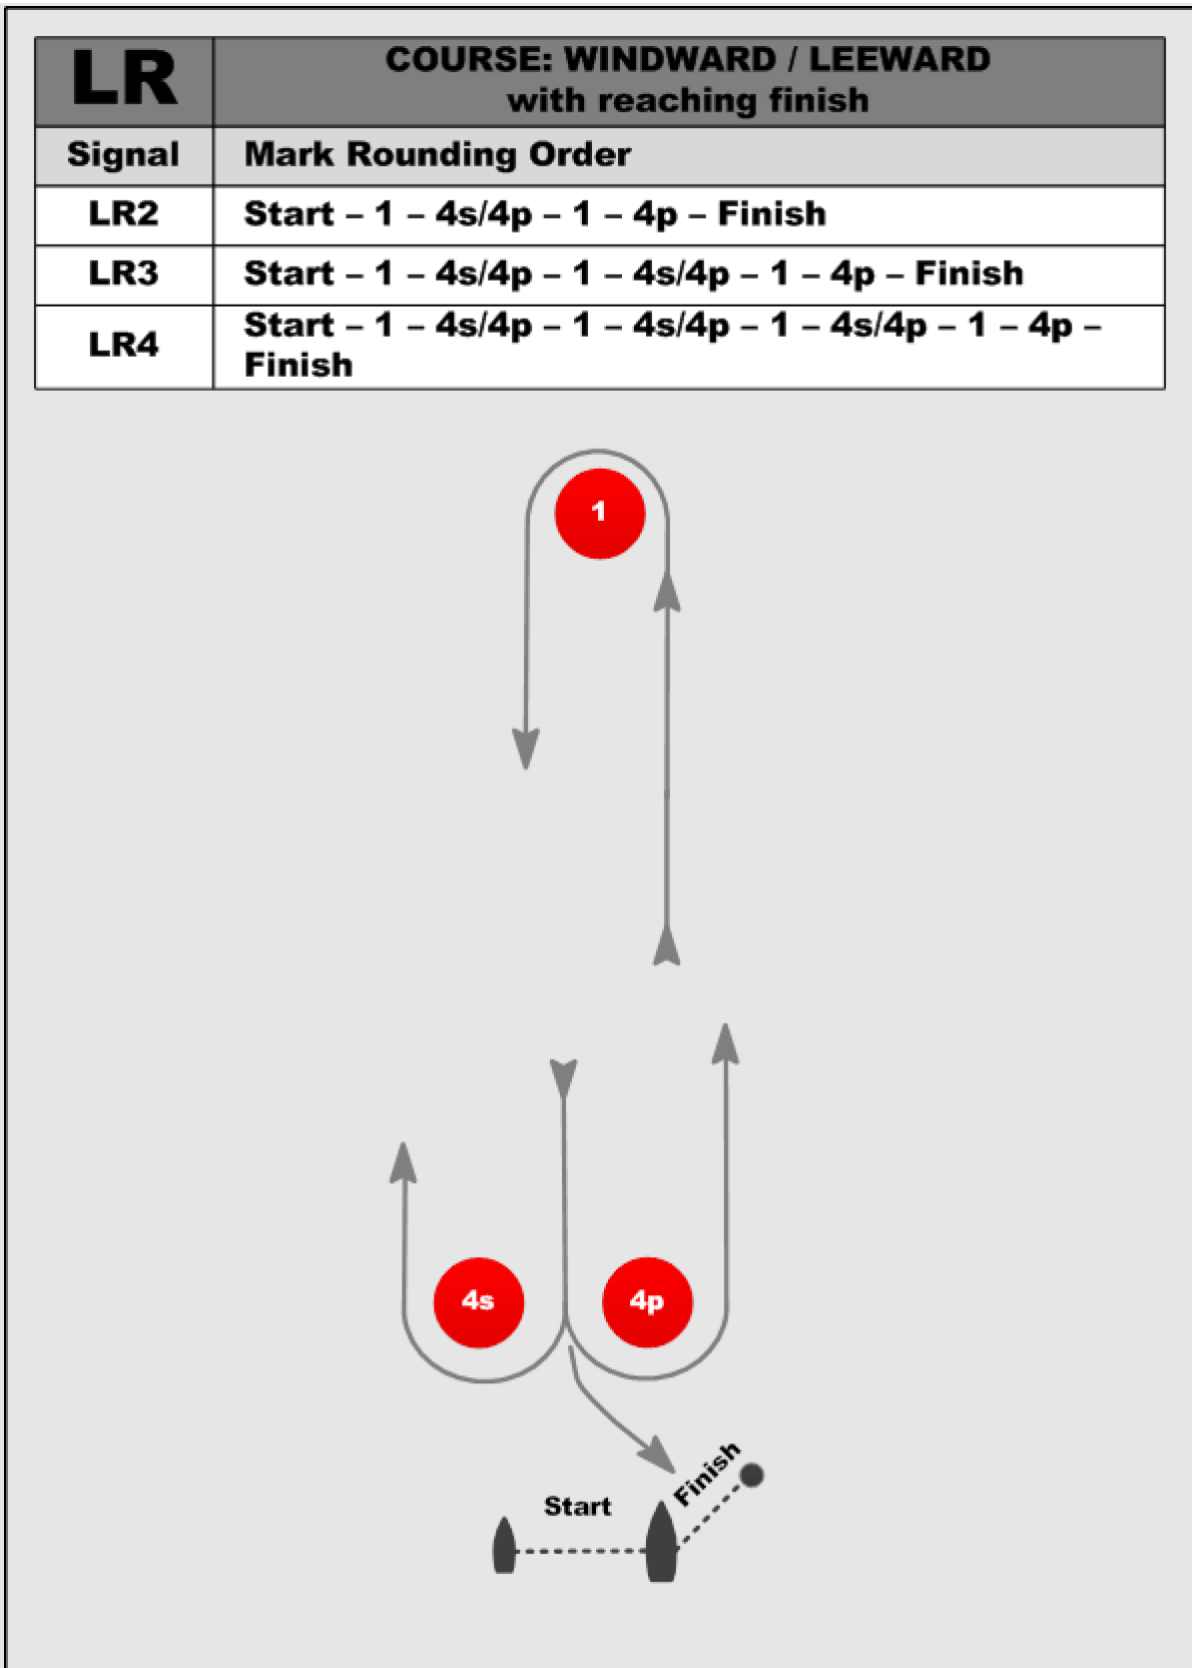 LR
COURSE: WINDWARD / LEEWARD
with reaching finish
Signal
Mark Rounding Order
LR2
Start – 1 – 4s/4p – 1 – 4p – Finish
LR3
Start – 1 – 4s/4p – 1 – 4s/4p – 1 – 4p – Finish
LR4
Start – 1 – 4s/4p – 1 – 4s/4p – 1 – 4s/4p – 1 – 4p –
Finish
1
4s
4p
Finish
Start